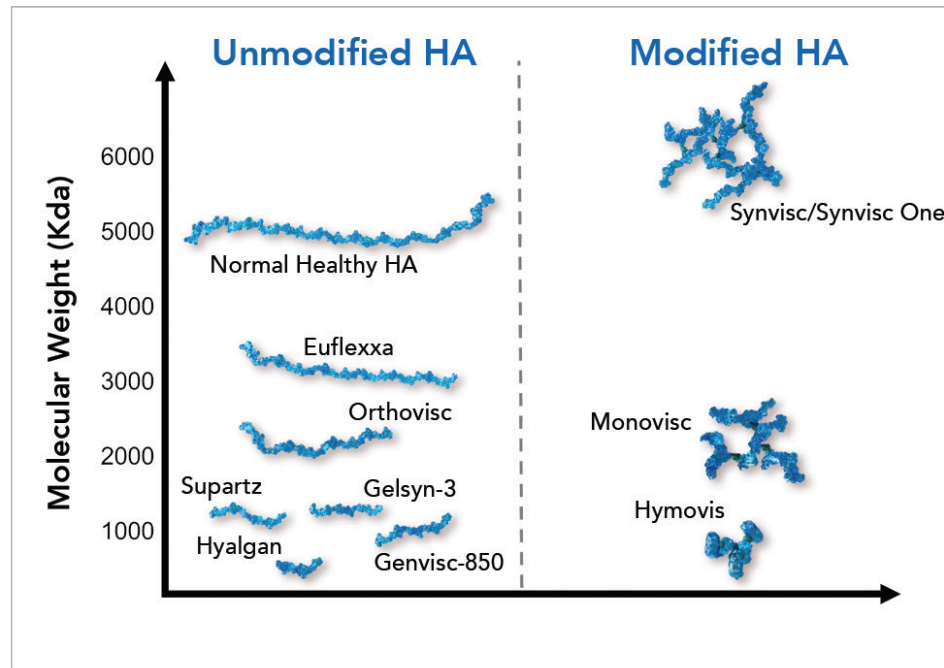 Unmodified HA
Modified HA
Molecular Weight (Kda)
6000
5000
4000
3000
2000
1000
Normal Healthy HA
Euflexxa
Orthovisc
Supartz
Gelsyn-3
Hyalgan
Genvisc-850
Synvisc/Synvisc One
Monovisc
Hymovis